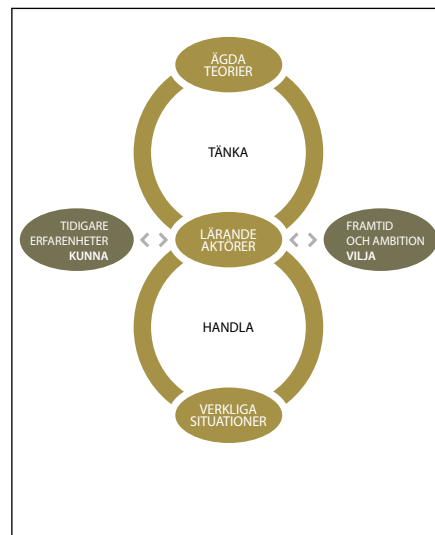 ÄGDA
TEORIER
TÄNKA
TIDIGARE
ERFARENHETER
KUNNA
LÄRANDE
AKTÖRER
FRAMTID
OCH AMBITION
VILJA
HANDLA
VERKLIGA
SITUATIONER